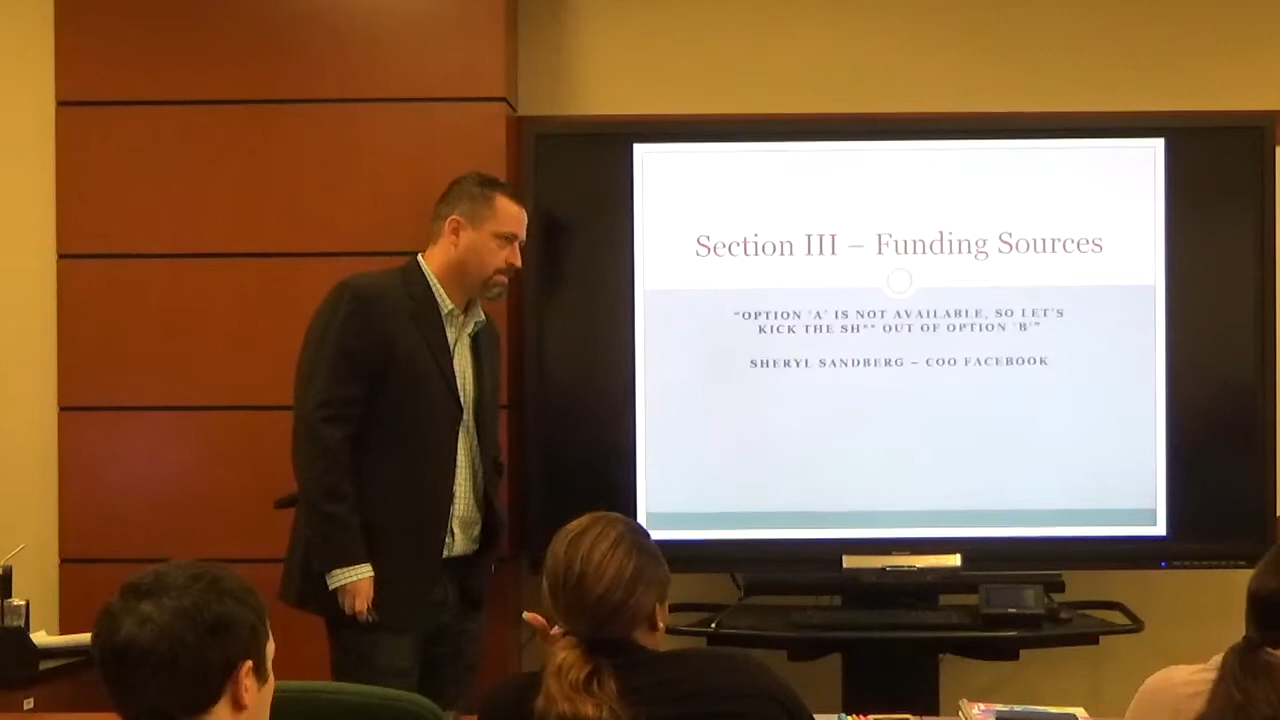 Section III – Funding Sources
"OPTION 'A' IS NOT AVAILABLE, SO LET'S
KICK THE SH** OUT OF OPTION 'B'"
SHERYL SANDBERG – COO FACEBOOK